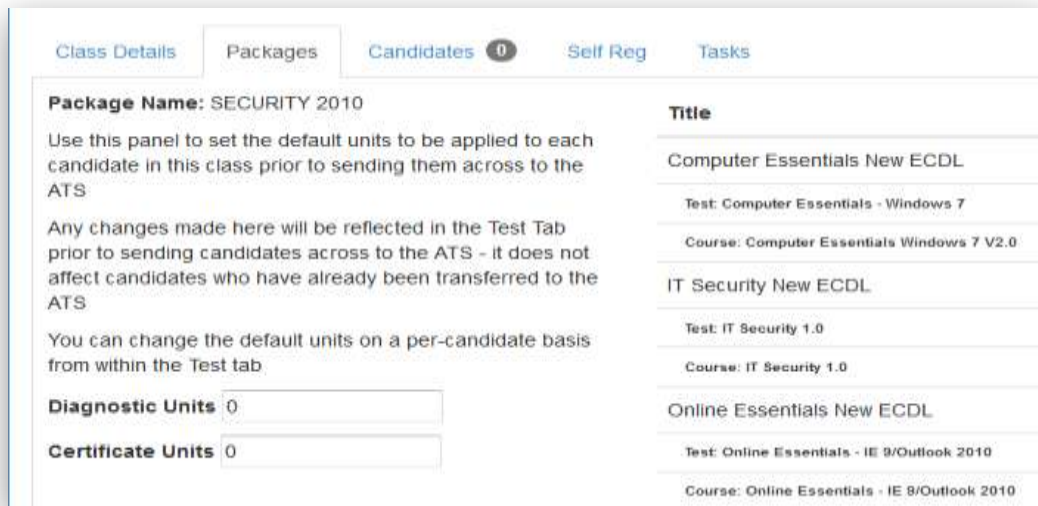 Class Details Packages Candidates 0 Self Reg Tasks
Package Name: SECURITY 2010
Use this panel to set the default units to be applied to each
candidate in this class prior to sending them across to the
ATS
Any changes made here will be reflected in the Test Tab
prior to sending candidates across to the ATS - it does not
affect candidates who have already been transferred to the
ATS
You can change the default units on a per-candidate basis
from within the Test tab
Diagnostic Units 0
Certificate Units 0
Title
Computer Essentials New ECDL
Test: Computer Essentials - Windows 7
Course: Computer Essentials Windows 7 V2.0
IT Security New ECDL
Test: IT Security 1.0
Course: IT Security 1.0
Online Essentials New ECDL
Test: Online Essentials - IE 9/Outlook 2010
Course: Online Essentials - IE 9/Outlook 2010